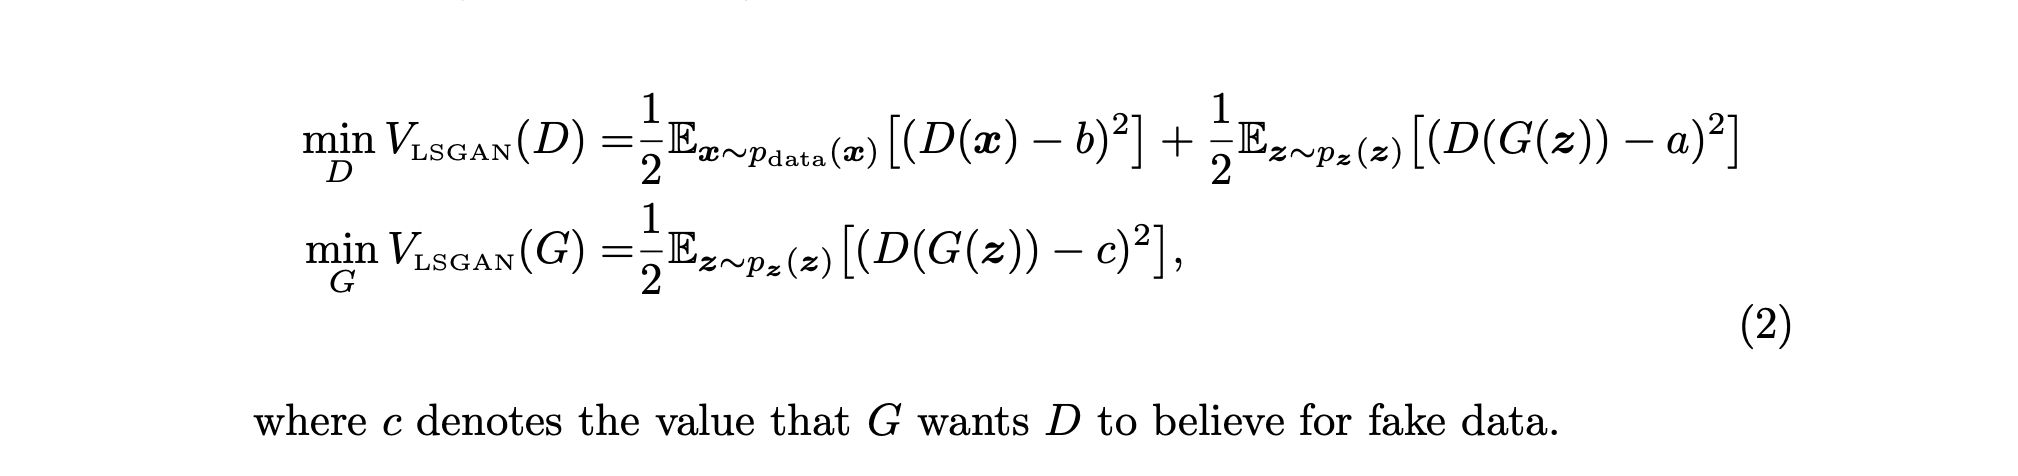 min_D V_LSGAN(D) = 1/2 𝔼_{x∼p_data(x)} [(D(x) − b)²] + 1/2 𝔼_{z∼p_z(z)} [(D(G(z)) − a)²]
min_G V_LSGAN(G) = 1/2 𝔼_{z∼p_z(z)} [(D(G(z)) − c)²],
(2)
where c denotes the value that G wants D to believe for fake data.